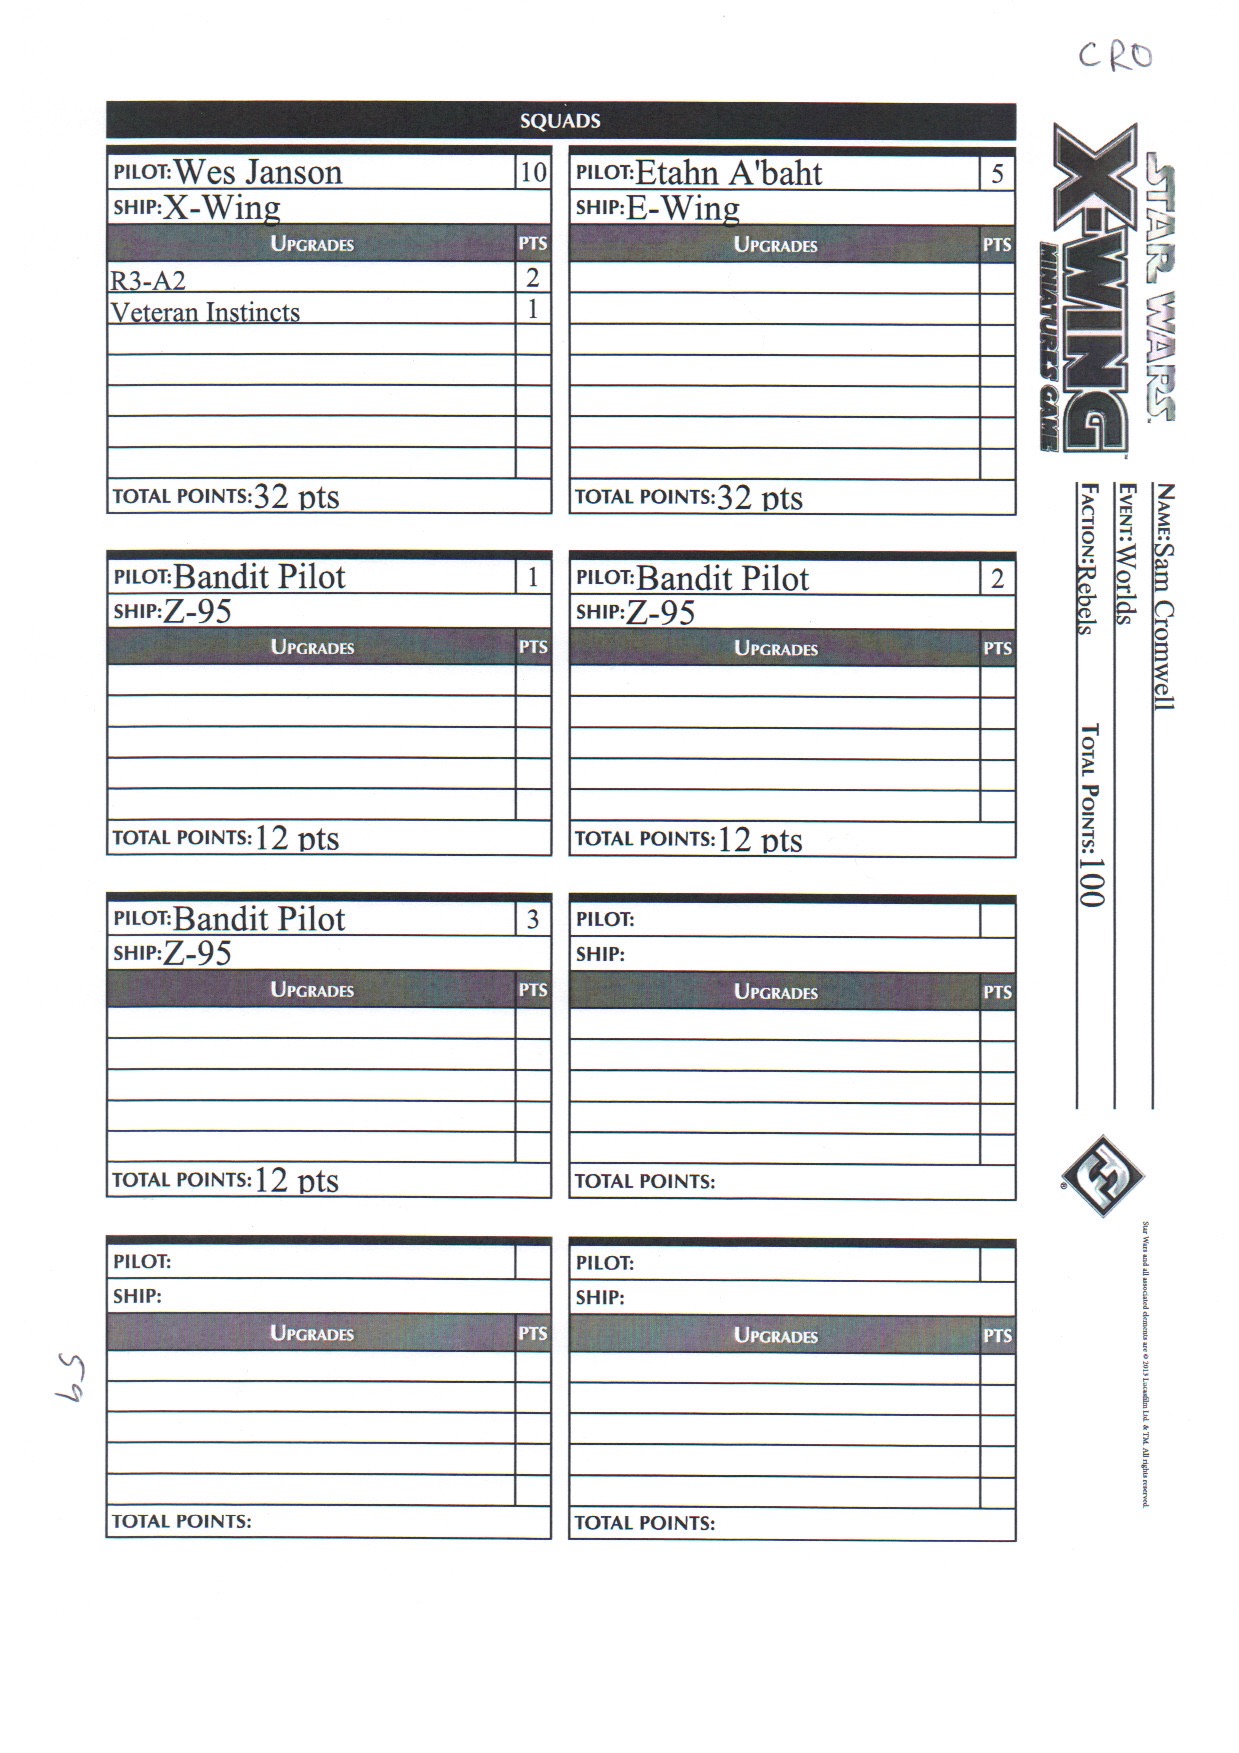 CRO
SQUADS
PILOT: Wes Janson 10
SHIP: X-Wing
UPGRADES PTS
R3-A2 2
Veteran Instincts 1
TOTAL POINTS: 32 pts
PILOT: Etahn A'baht 5
SHIP: E-Wing
UPGRADES PTS
TOTAL POINTS: 32 pts
PILOT: Bandit Pilot 1
SHIP: Z-95
UPGRADES PTS
TOTAL POINTS: 12 pts
PILOT: Bandit Pilot 2
SHIP: Z-95
UPGRADES PTS
TOTAL POINTS: 12 pts
PILOT: Bandit Pilot 3
SHIP: Z-95
UPGRADES PTS
TOTAL POINTS: 12 pts
PILOT:
SHIP:
UPGRADES PTS
TOTAL POINTS:
PILOT:
SHIP:
UPGRADES PTS
TOTAL POINTS:
PILOT:
SHIP:
UPGRADES PTS
TOTAL POINTS:
STAR WARS
X-WING
MINIATURES GAME
NAME: Sam Cromwell
EVENT: Worlds
FACTION: Rebels TOTAL POINTS: 100
Star Wars and all associated elements are © 2013 Lucasfilm Ltd. & TM. All rights reserved.